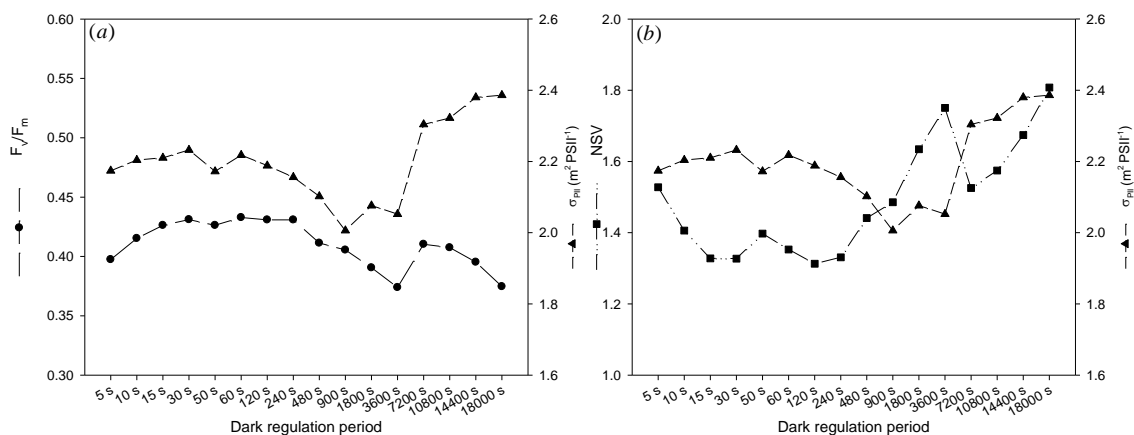 (a)
0.60
0.55
0.50
0.45
0.40
0.35
0.30
Fv/Fm
2.6
2.4
2.2
2.0
1.8
1.6
σPII (m² PSII⁻¹)
5 s
10 s
15 s
30 s
50 s
60 s
120 s
240 s
480 s
900 s
1800 s
3600 s
7200 s
10800 s
14400 s
18000 s
Dark regulation period
(b)
2.0
1.8
1.6
1.4
1.2
1.0
NSV
2.6
2.4
2.2
2.0
1.8
1.6
σPII (m² PSII⁻¹)
5 s
10 s
15 s
30 s
50 s
60 s
120 s
240 s
480 s
900 s
1800 s
3600 s
7200 s
10800 s
14400 s
18000 s
Dark regulation period